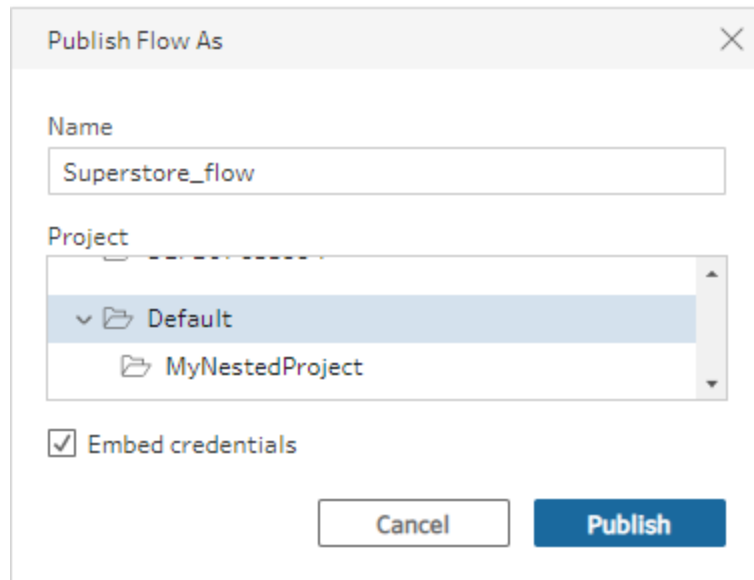 Publish Flow As
Name
Superstore_flow
Project
Default
MyNestedProject
Embed credentials
Cancel
Publish